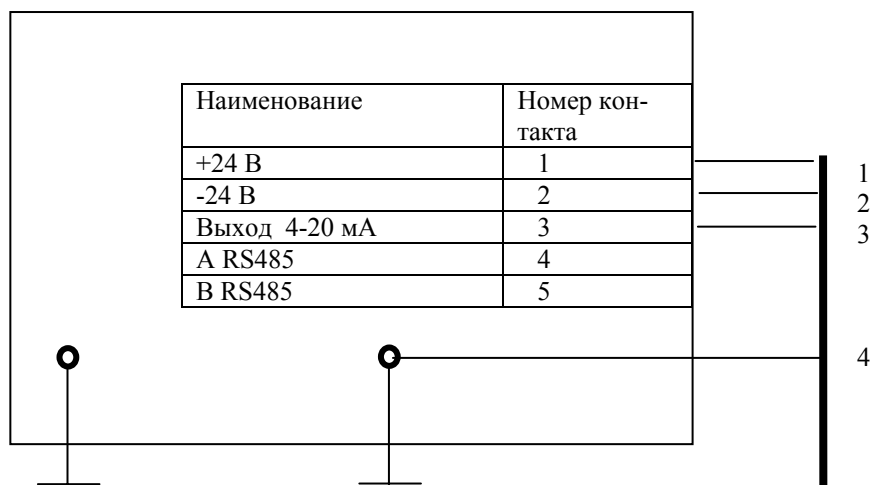 Наименование Номер кон-
такта
+24 В 1
-24 В 2
Выход 4-20 мА 3
А RS485 4
В RS485 5
1
2
3
4